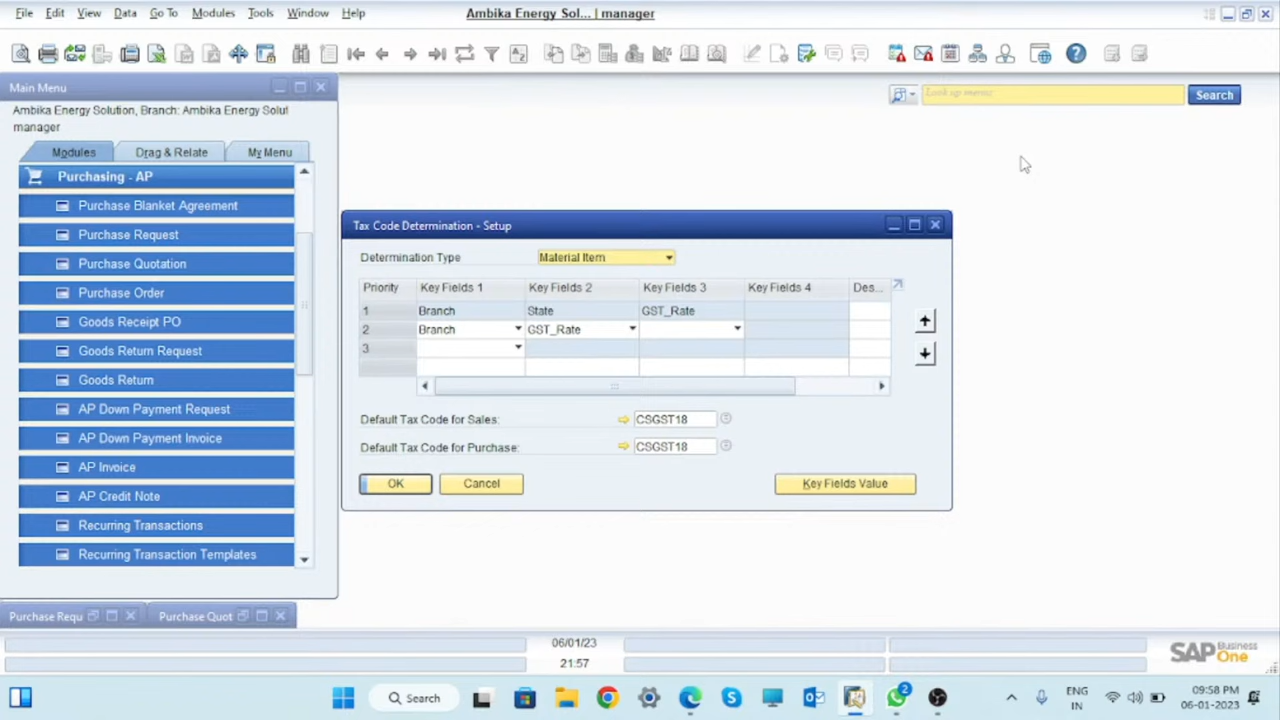 File Edit View Data Go To Modules Tools Window Help
Ambika Energy Sol... | manager
Main Menu
Ambika Energy Solution, Branch: Ambika Energy Solut
manager
Modules Drag & Relate My Menu
Look up menu
Search
Purchasing - AP
Purchase Blanket Agreement
Purchase Request
Purchase Quotation
Purchase Order
Goods Receipt PO
Goods Return Request
Goods Return
AP Down Payment Request
AP Down Payment Invoice
AP Invoice
AP Credit Note
Recurring Transactions
Recurring Transaction Templates
Tax Code Determination - Setup
Determination Type Material Item
Priority Key Fields 1 Key Fields 2 Key Fields 3 Key Fields 4 Des...
1 Branch State GST_Rate
2 Branch GST_Rate
3
Default Tax Code for Sales: CSGST18
Default Tax Code for Purchase: CSGST18
OK Cancel Key Fields Value
Purchase Requ Purchase Quot
06/01/23
21:57
SAP Business One
Search
2
ENG
IN
09:58 PM
06-01-2023